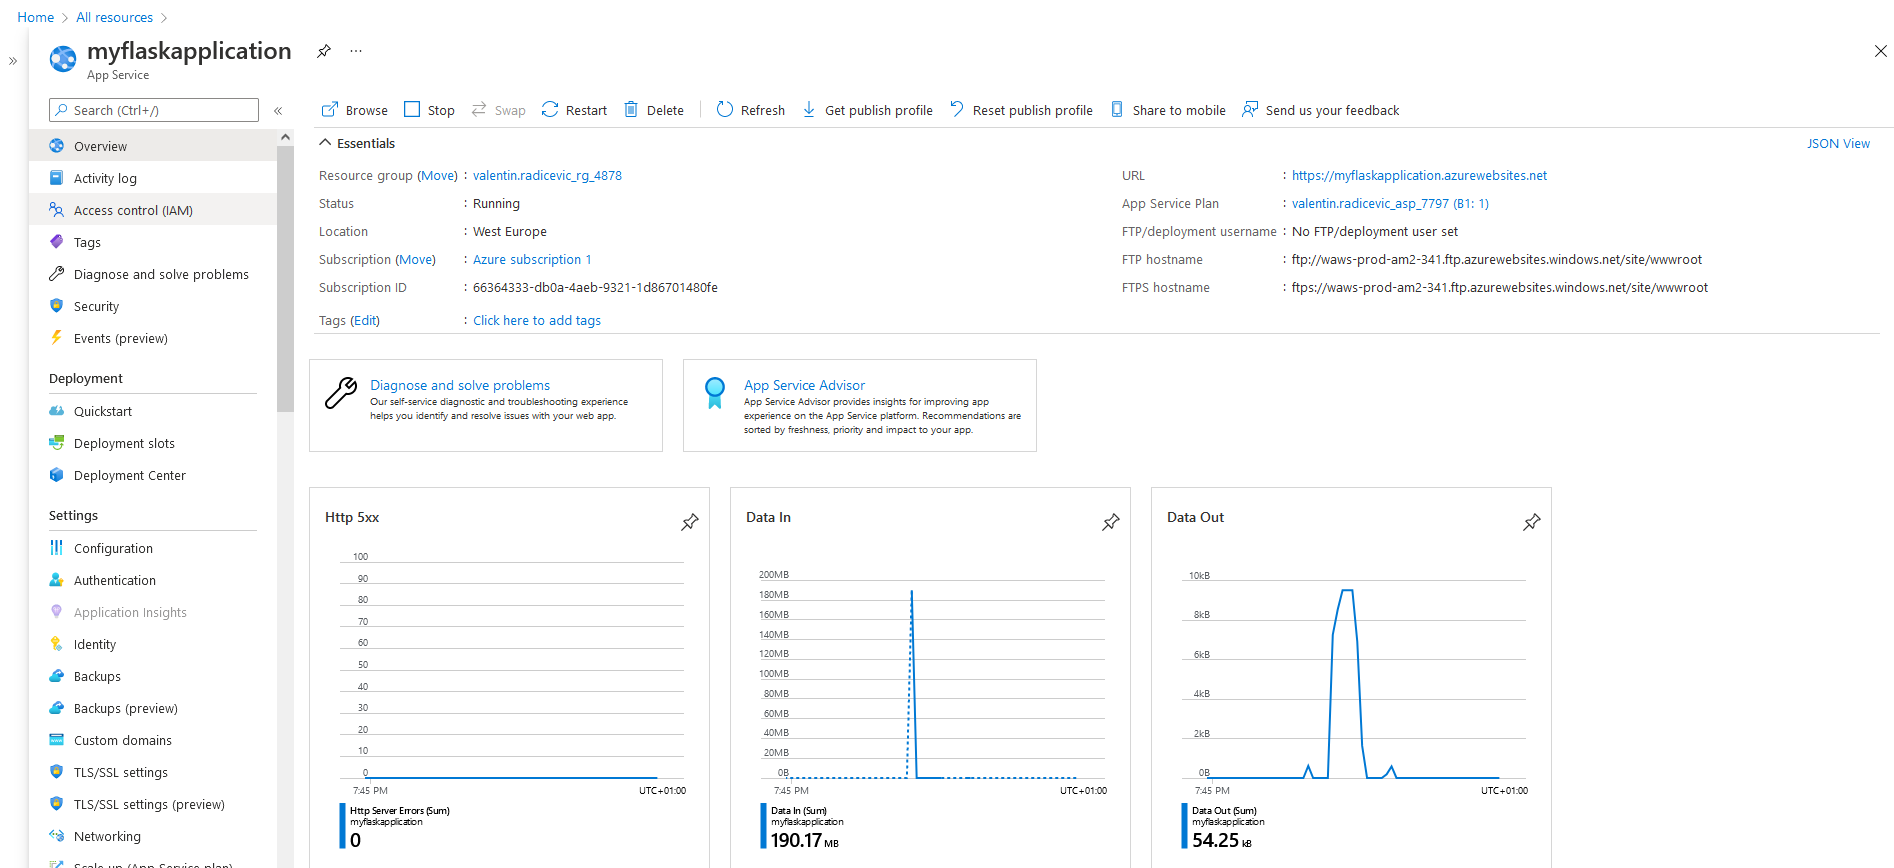 Home > All resources >
myflaskapplication
App Service
Search (Ctrl+/)
Overview
Activity log
Access control (IAM)
Tags
Diagnose and solve problems
Security
Events (preview)
Deployment
Quickstart
Deployment slots
Deployment Center
Settings
Configuration
Authentication
Application Insights
Identity
Backups
Backups (preview)
Custom domains
TLS/SSL settings
TLS/SSL settings (preview)
Networking
Scale up (App Service plan)
Browse Stop Swap Restart Delete Refresh Get publish profile Reset publish profile Share to mobile Send us your feedback
Essentials
JSON View
Resource group (Move) : valentin.radicevic_rg_4878
Status : Running
Location : West Europe
Subscription (Move) : Azure subscription 1
Subscription ID : 66364333-db0a-4aeb-9321-1d86701480fe
Tags (Edit) : Click here to add tags
URL : https://myflaskapplication.azurewebsites.net
App Service Plan : valentin.radicevic_asp_7797 (B1: 1)
FTP/deployment username : No FTP/deployment user set
FTP hostname : ftp://waws-prod-am2-341.ftp.azurewebsites.windows.net/site/wwwroot
FTPS hostname : ftps://waws-prod-am2-341.ftp.azurewebsites.windows.net/site/wwwroot
Diagnose and solve problems
Our self-service diagnostic and troubleshooting experience
helps you identify and resolve issues with your web app.
App Service Advisor
App Service Advisor provides insights for improving app
experience on the App Service platform. Recommendations are
sorted by freshness, priority and impact to your app.
Http 5xx
100
90
80
70
60
50
40
30
20
10
0
7:45 PM UTC+01:00
Http Server Errors (Sum)
myflaskapplication
0
Data In
200MB
180MB
160MB
140MB
120MB
100MB
80MB
60MB
40MB
20MB
0B
7:45 PM UTC+01:00
Data In (Sum)
myflaskapplication
190.17 MB
Data Out
10kB
8kB
6kB
4kB
2kB
0B
7:45 PM UTC+01:00
Data Out (Sum)
myflaskapplication
54.25 kB